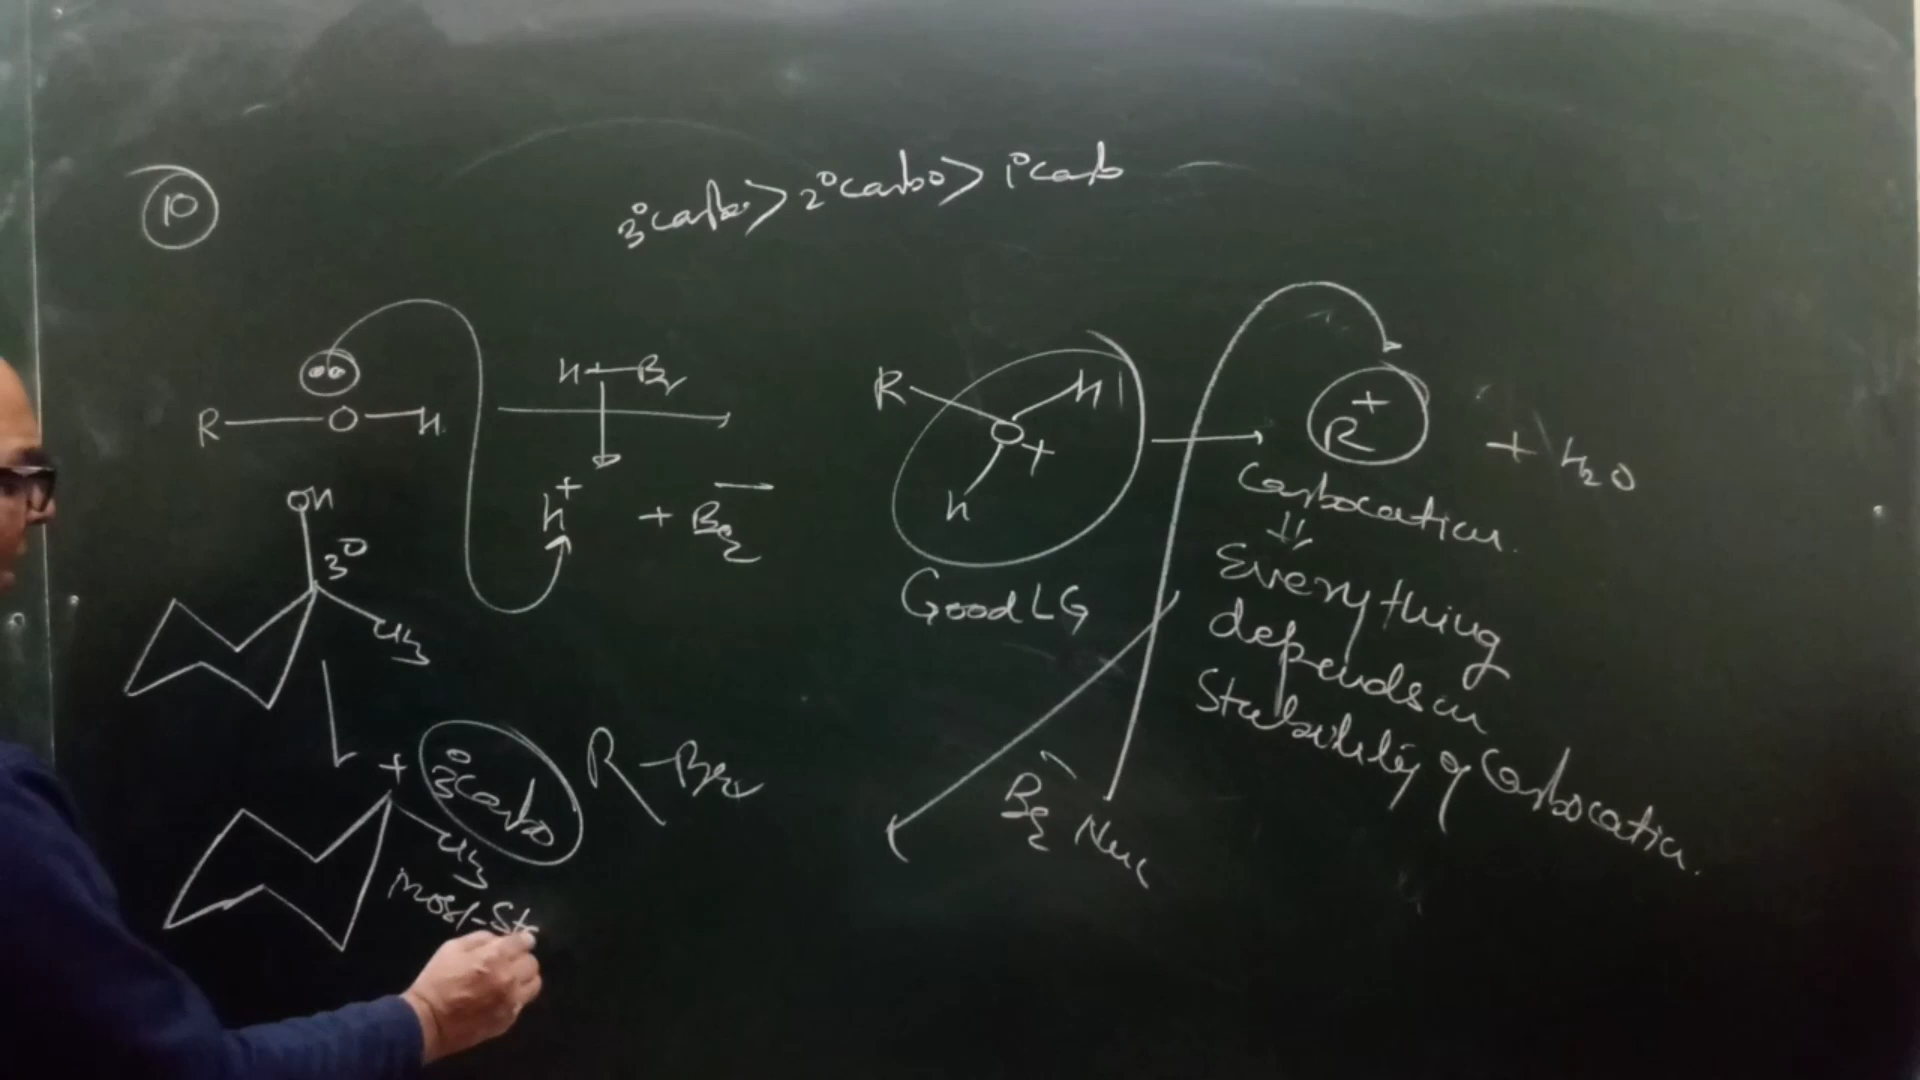 10
3° carbo > 2° carbo > 1° carb
R—O—H
H—Br
H+ + Br-
R
H
O+
H
Good LG
R+ + H2O
Carbocation.
⇓
Everything
depends on
Stability of Carbocation.
OH
3°
CH3
+
3° carbo
CH3
Most-St
R-Br
Br- Nuc